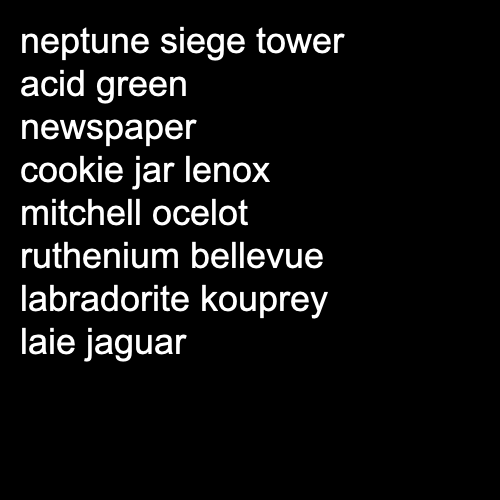 neptune siege tower
acid green
newspaper
cookie jar lenox
mitchell ocelot
ruthenium bellevue
labradorite kouprey
laie jaguar